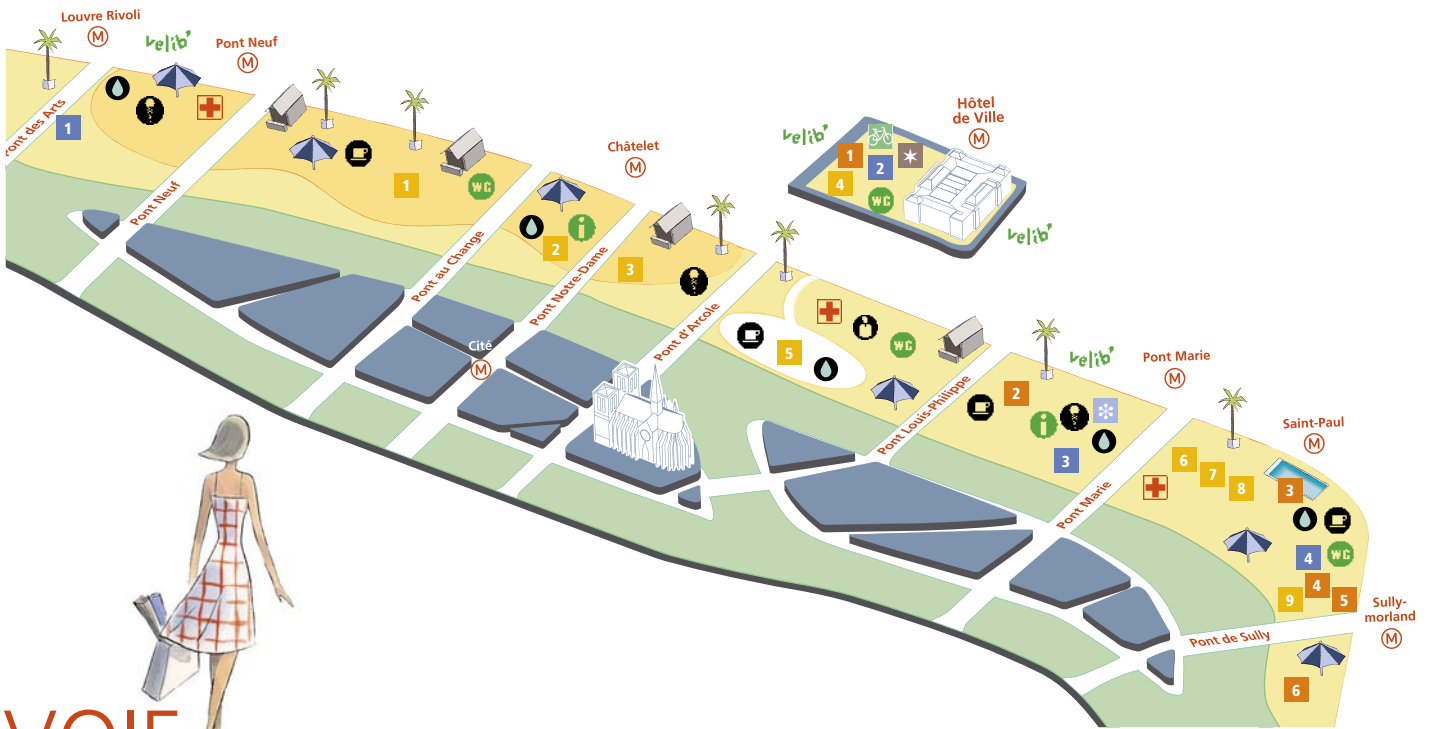 Louvre Rivoli
M
velib'
Pont Neuf
M
Pont des Arts
1
Pont Neuf
1
WC
Châtelet
M
velib'
Hôtel
de Ville
M
1
2
4
WC
velib'
i
2
Pont au Change
Pont Notre-Dame
3
Pont d'Arcole
Cité
M
5
WC
Pont Louis-Philippe
velib'
Pont Marie
M
2
i
3
Pont Marie
Saint-Paul
M
6
7
8
3
4
WC
4
9
5
Sully-
morland
M
Pont de Sully
6
VOIE